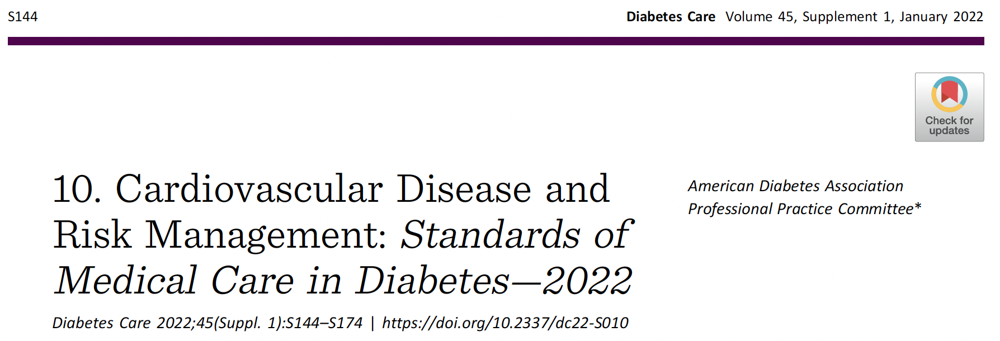 S144
Diabetes Care Volume 45, Supplement 1, January 2022
Check for
updates
10. Cardiovascular Disease and
Risk Management: Standards of
Medical Care in Diabetes—2022
American Diabetes Association
Professional Practice Committee*
Diabetes Care 2022;45(Suppl. 1):S144–S174 | https://doi.org/10.2337/dc22-S010